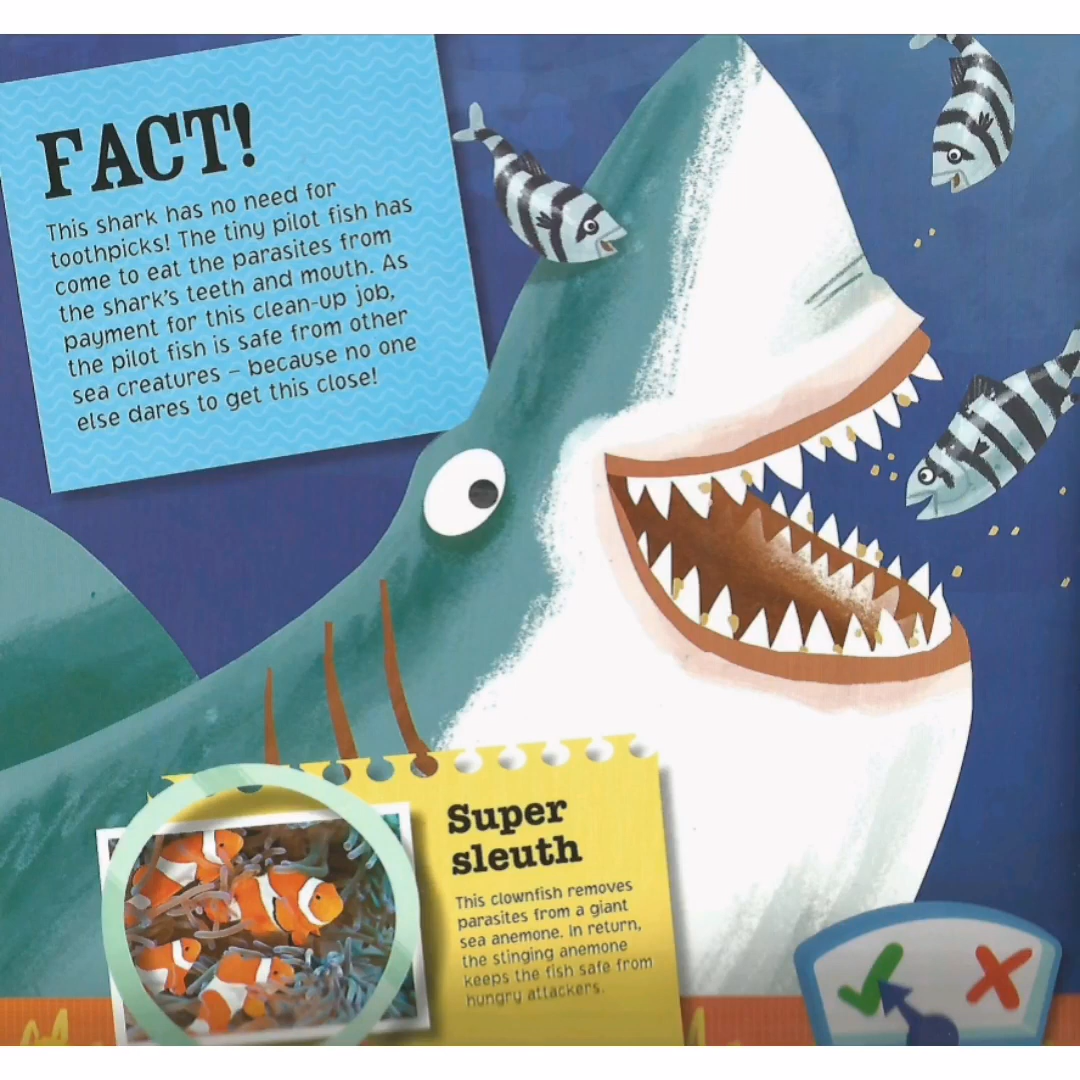 FACT!
This shark has no need for
toothpicks! The tiny pilot fish has
come to eat the parasites from
the shark's teeth and mouth. As
payment for this clean-up job,
the pilot fish is safe from other
sea creatures – because no one
else dares to get this close!
Super
sleuth
This clownfish removes
parasites from a giant
sea anemone. In return,
the stinging anemone
keeps the fish safe from
hungry attackers.